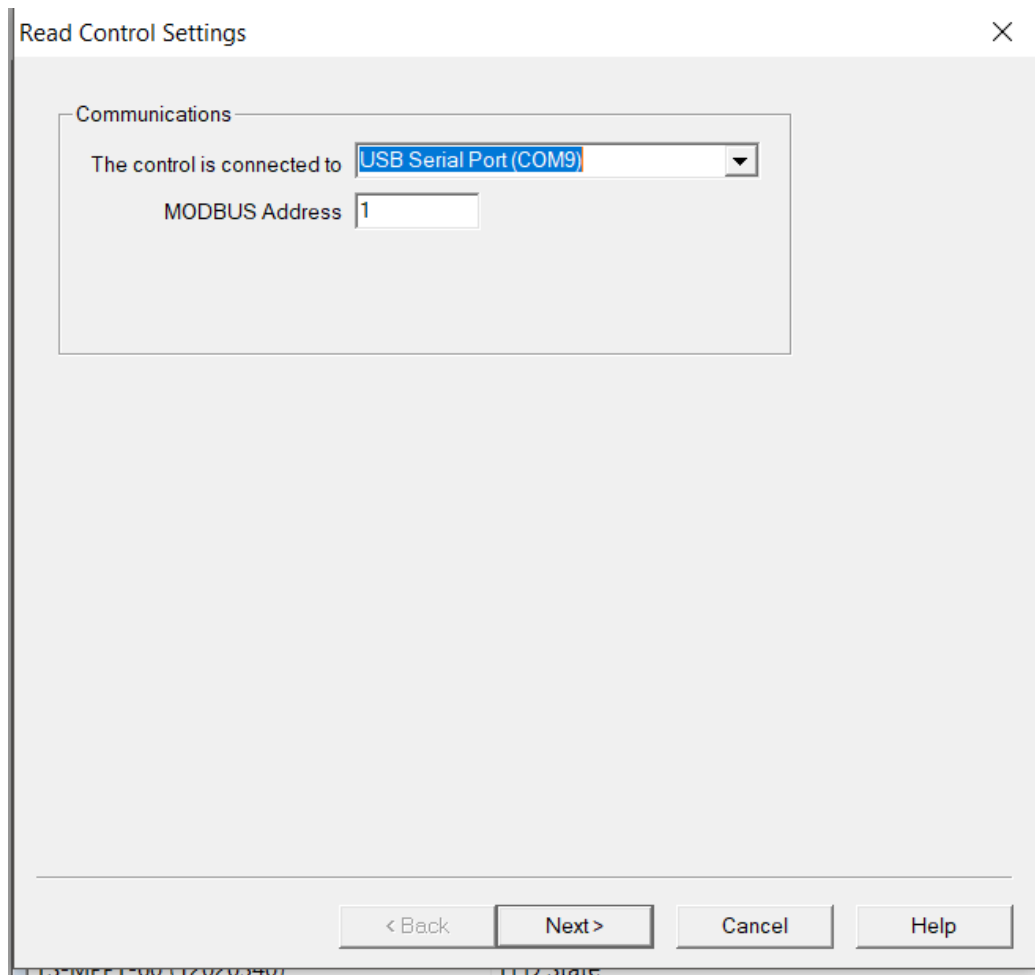 Read Control Settings
Communications
The control is connected to USB Serial Port (COM9)
MODBUS Address 1
< Back Next > Cancel Help